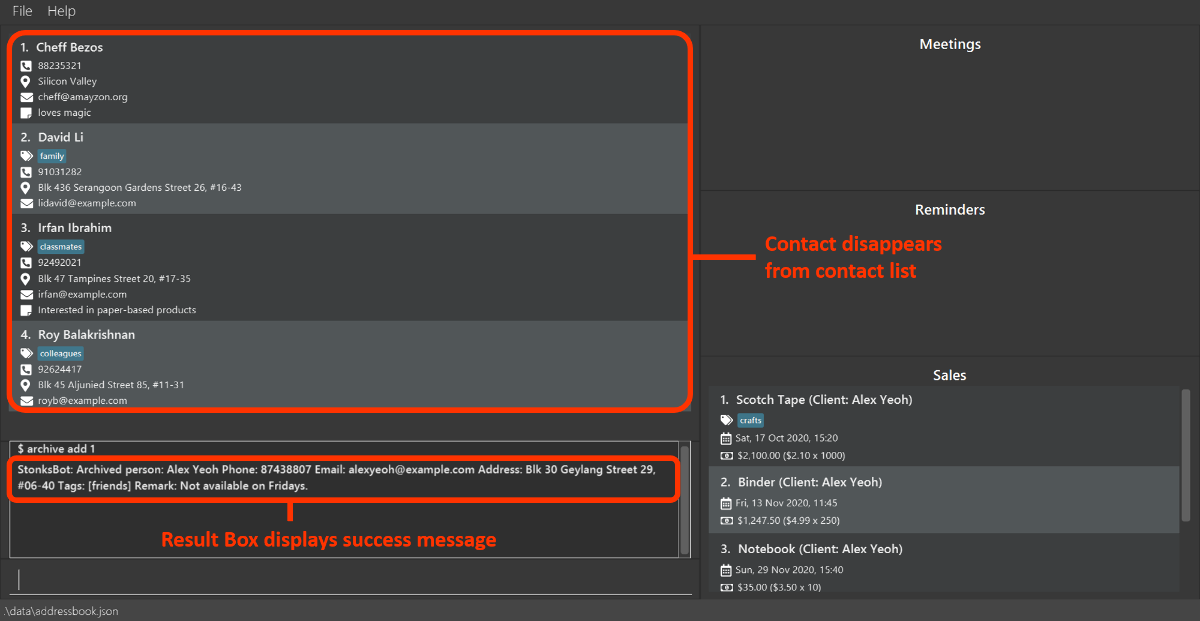 File Help
1. Cheff Bezos
88235321
Silicon Valley
cheff@amayzon.org
loves magic
2. David Li
family
91031282
Blk 436 Serangoon Gardens Street 26, #16-43
lidavid@example.com
3. Irfan Ibrahim
classmates
92492021
Blk 47 Tampines Street 20, #17-35
irfan@example.com
Interested in paper-based products
4. Roy Balakrishnan
colleagues
92624417
Blk 45 Aljunied Street 85, #11-31
royb@example.com
$ archive add 1
StonksBot: Archived person: Alex Yeoh Phone: 87438807 Email: alexyeoh@example.com Address: Blk 30 Geylang Street 29,
#06-40 Tags: [friends] Remark: Not available on Fridays.
Result Box displays success message
Meetings
Reminders
Contact disappears
from contact list
Sales
1. Scotch Tape (Client: Alex Yeoh)
crafts
Sat, 17 Oct 2020, 15:20
$2,100.00 ($2.10 x 1000)
2. Binder (Client: Alex Yeoh)
Fri, 13 Nov 2020, 11:45
$1,247.50 ($4.99 x 250)
3. Notebook (Client: Alex Yeoh)
Sun, 29 Nov 2020, 15:40
$35.00 ($3.50 x 10)
.\data\addressbook.json